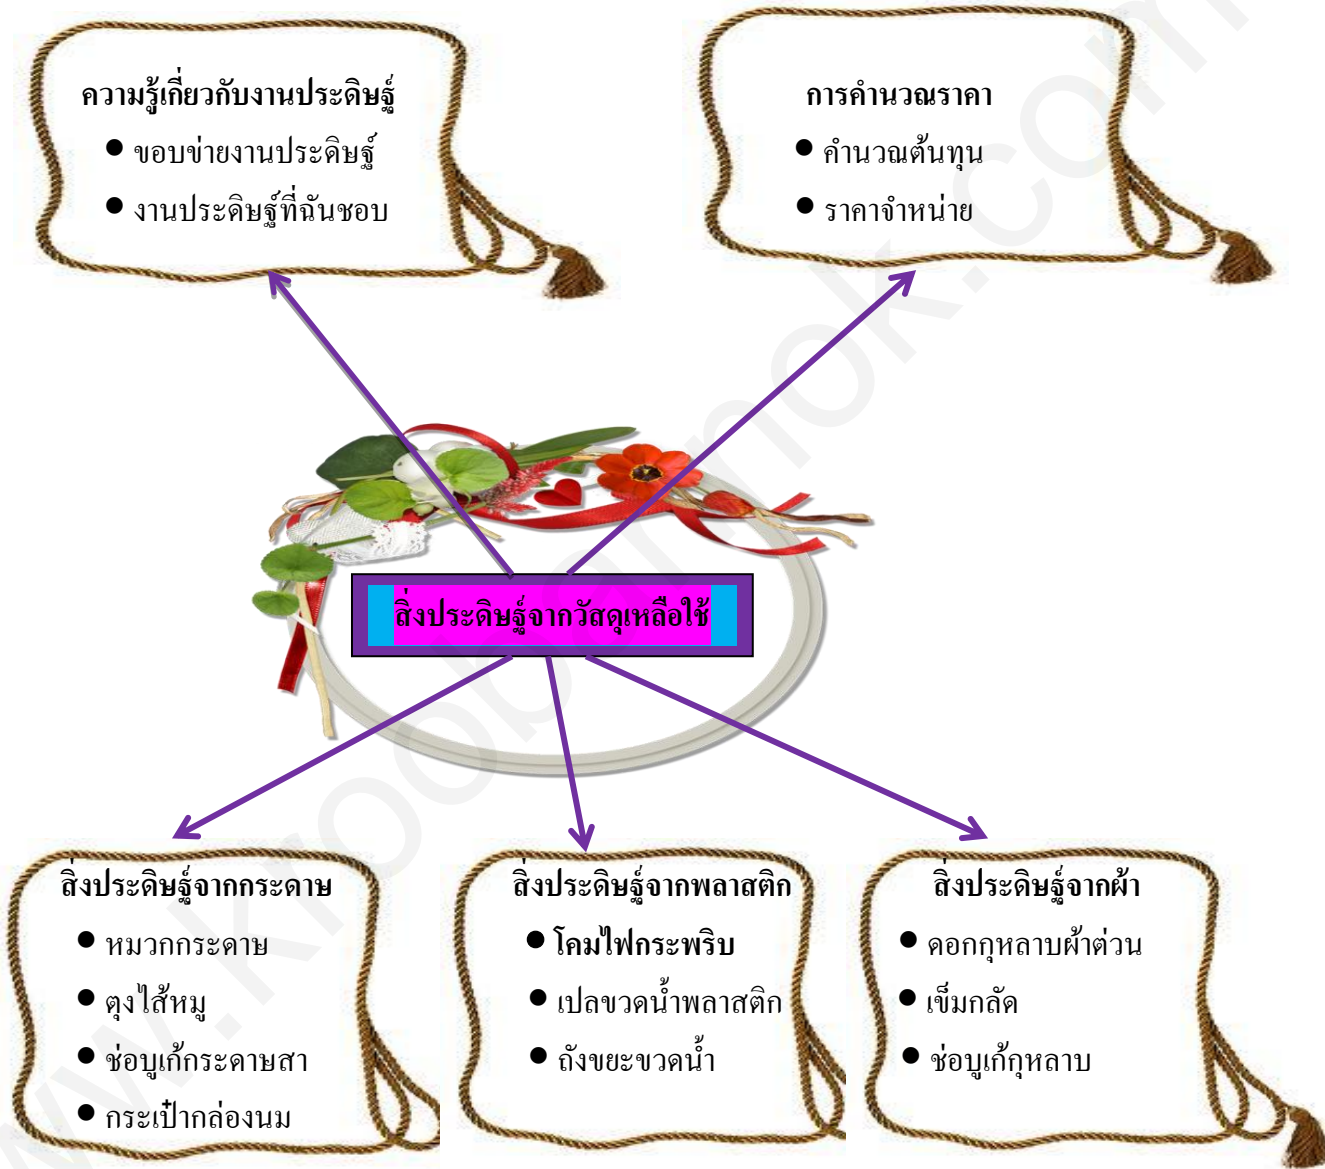 ความรู้เกี่ยวกับงานประดิษฐ์
● ขอบข่ายงานประดิษฐ์
● งานประดิษฐ์ที่ฉันชอบ
การคำนวณราคา
● คำนวณต้นทุน
● ราคาจำหน่าย
สิ่งประดิษฐ์จากวัสดุเหลือใช้
สิ่งประดิษฐ์จากกระดาษ
● หมวกกระดาษ
● ตุงไส้หมู
● ช่อบูเก้กระดาษสา
● กระเป๋ากล่องนม
สิ่งประดิษฐ์จากพลาสติก
● โคมไฟกระพริบ
● เปลขวดน้ำพลาสติก
● ถังขยะขวดน้ำ
สิ่งประดิษฐ์จากผ้า
● ดอกกุหลาบผ้าต่วน
● เข็มกลัด
● ช่อบูเก้กุหลาบ
www.kroobannok.com